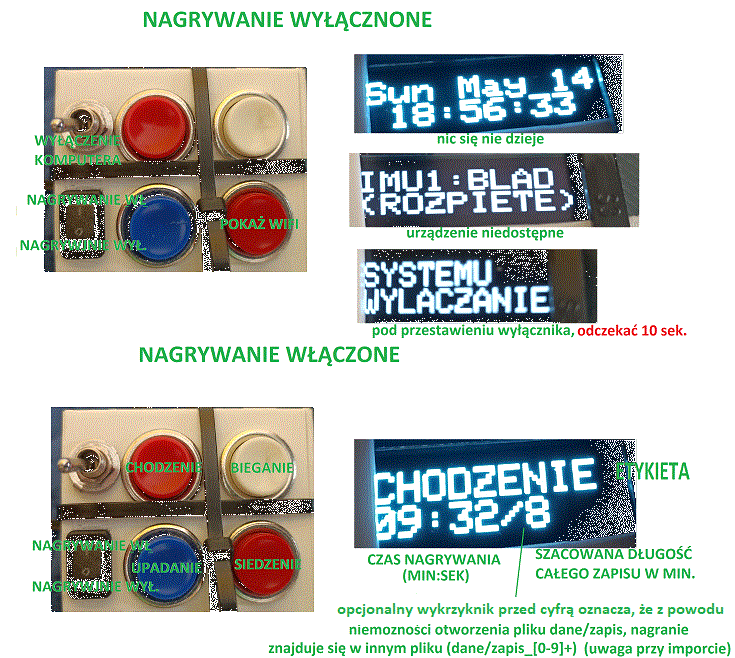 NAGRYWANIE WYŁĄCZNONE
WYŁĄCZENIE
KOMPUTERA
NAGRYWANIE WŁ.
NAGRYWANIE WYŁ.
POKAŻ WIFI
Sun May 14
18:56:33
nic się nie dzieje
IMU1:BLAD
(ROZPIETE)
urządzenie niedostępne
SYSTEMU
WYLACZANIE
pod przestawieniu wyłącznika, odczekać 10 sek.
NAGRYWANIE WŁĄCZONE
CHODZENIE
BIEGANIE
NAGRYWANIE WŁ.
NAGRYWANIE WYŁ.
UPADANIE
SIEDZENIE
CHODZENIE
09:32/8
ETYKIETA
CZAS NAGRYWANIA
(MIN:SEK)
SZACOWANA DŁUGOŚĆ
CAŁEGO ZAPISU W MIN.
opcjonalny wykrzyknik przed cyfrą oznacza, że z powodu
niemozności otworzenia pliku dane/zapis, nagranie
znajduje się w innym pliku (dane/zapis_[0-9]+) (uwaga przy imporcie)